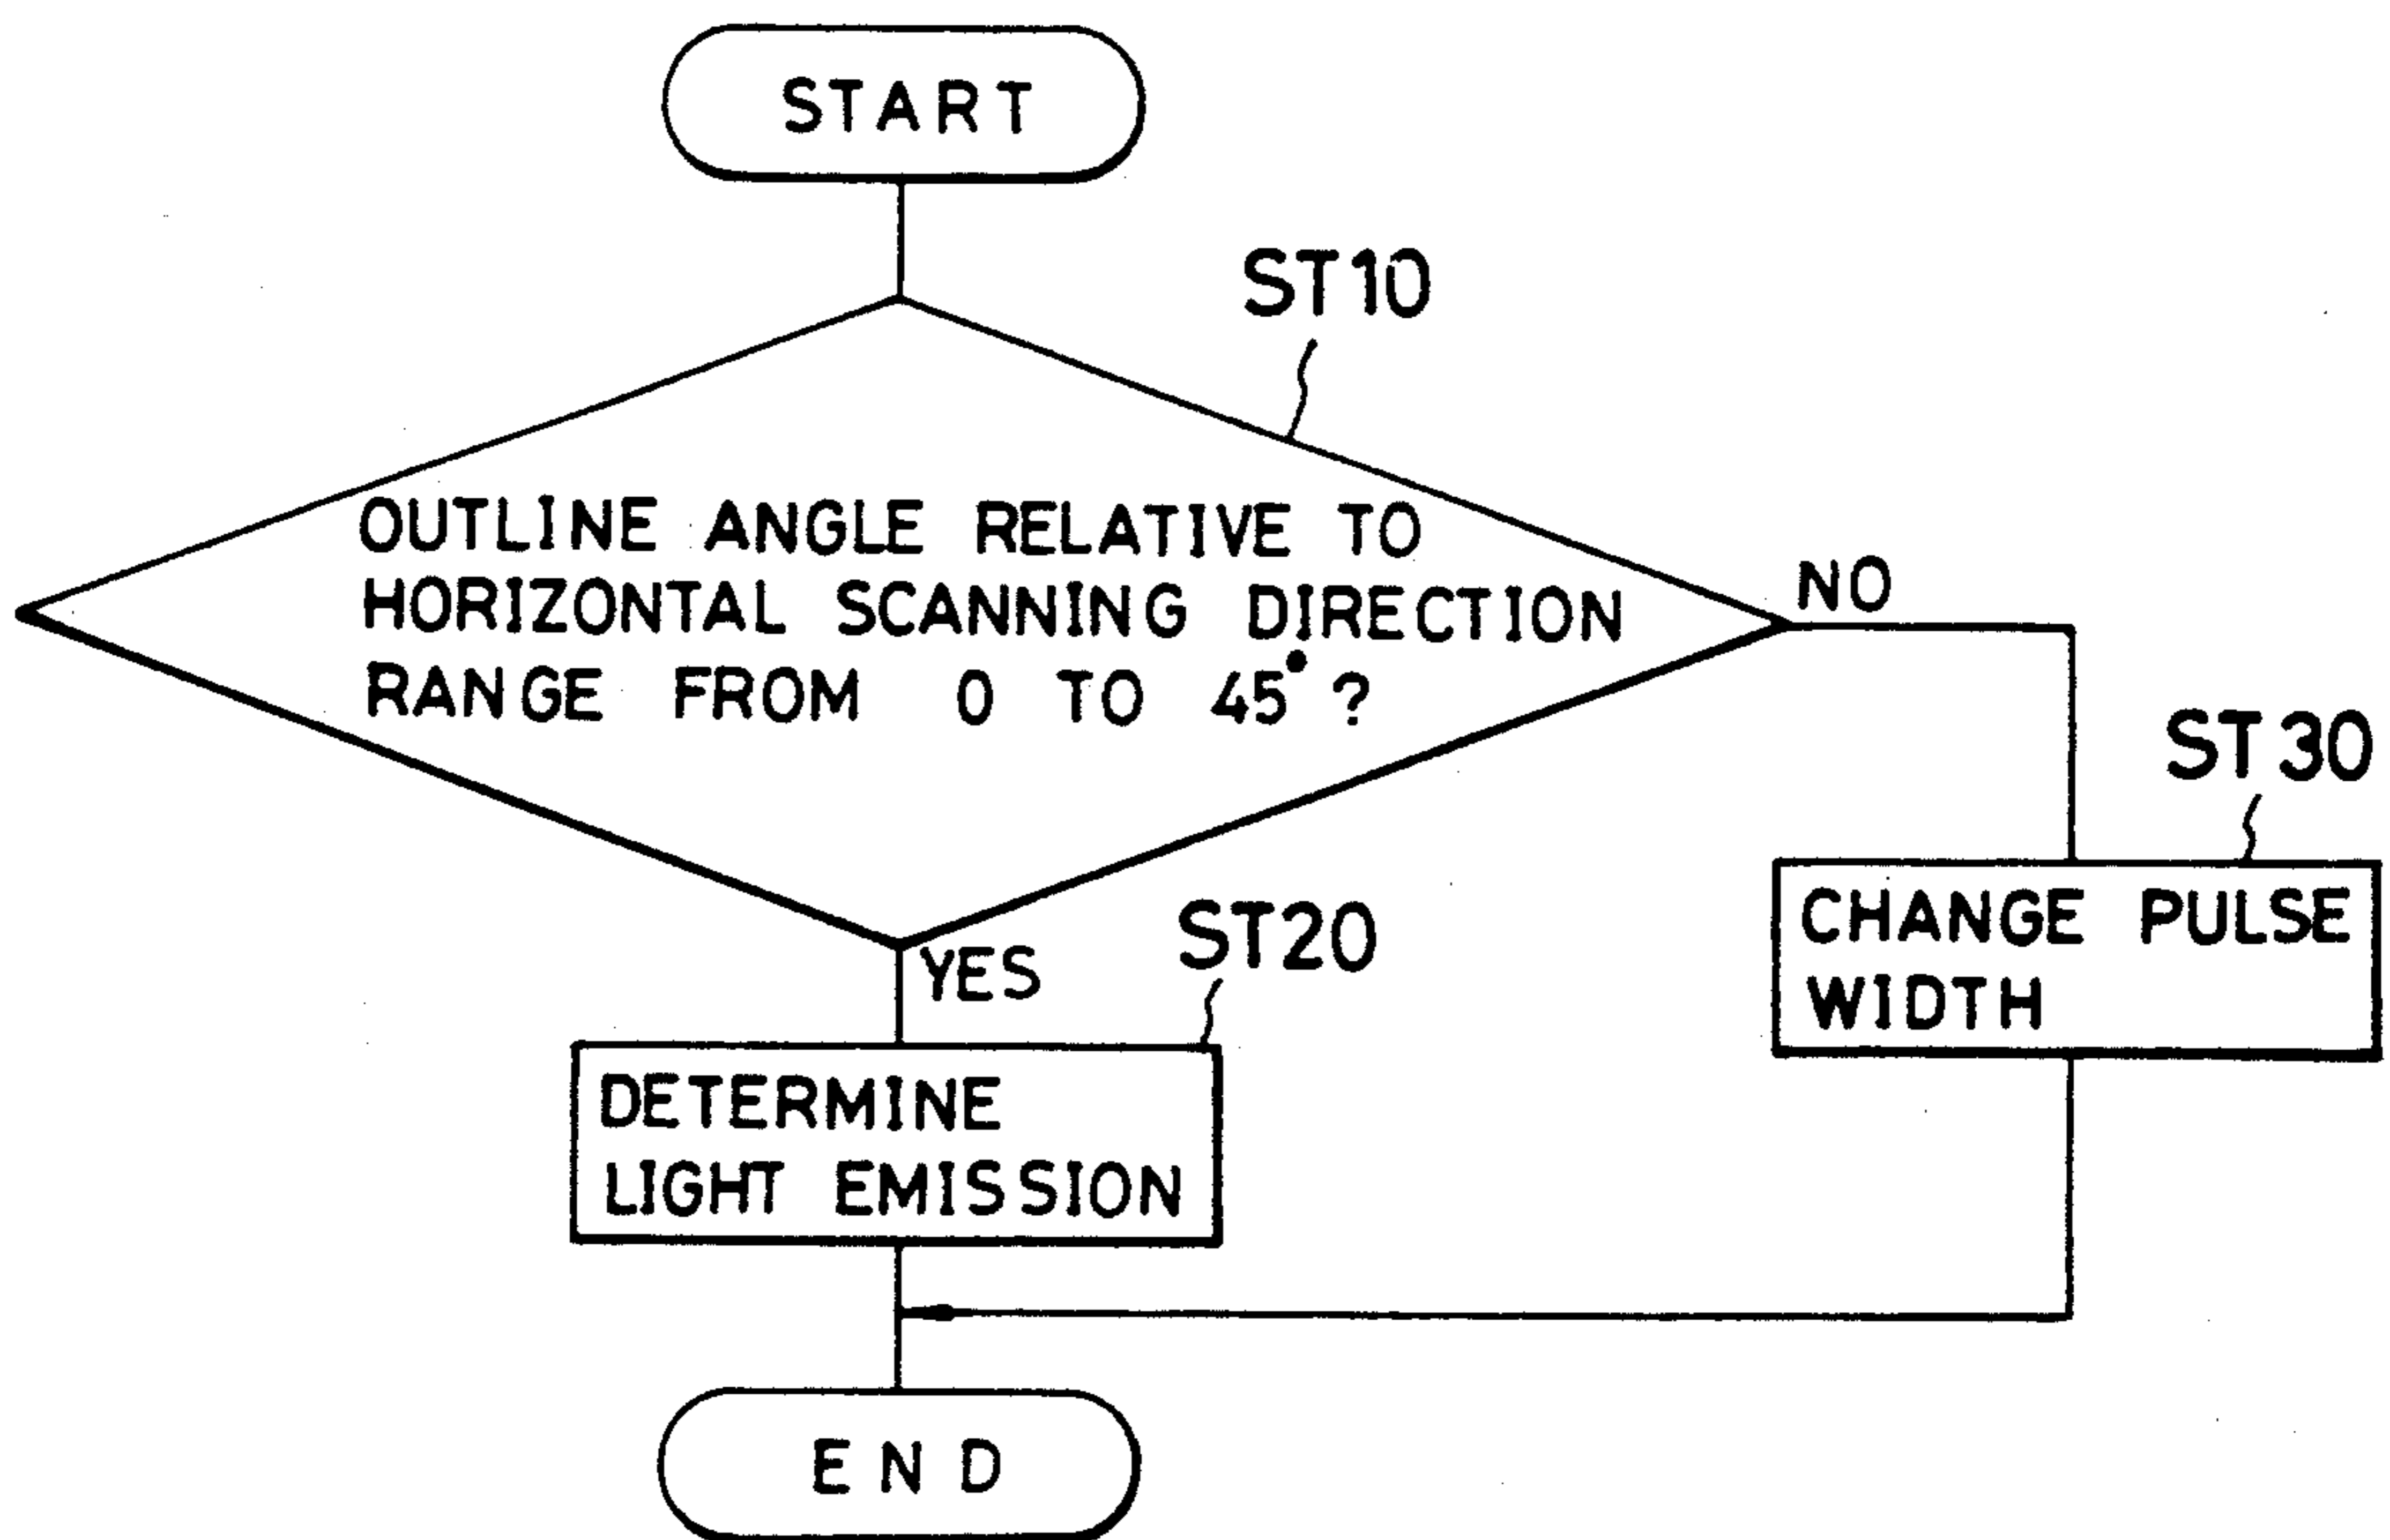 START
ST10
OUTLINE ANGLE RELATIVE TO
HORIZONTAL SCANNING DIRECTION
RANGE FROM 0 TO 45° ?
NO
ST30
CHANGE PULSE
WIDTH
YES
ST20
DETERMINE
LIGHT EMISSION
END